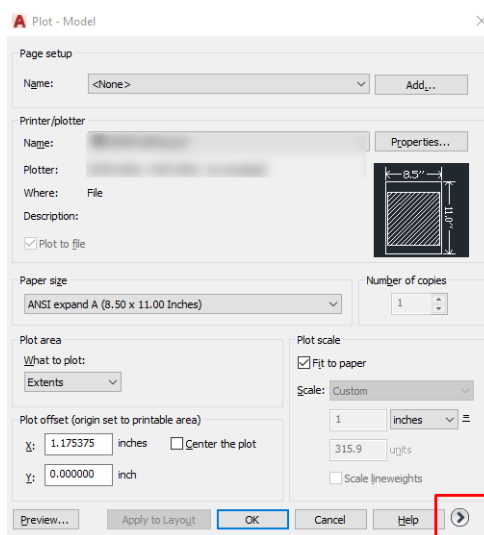 Plot - Model
Page setup
Name: <None> Add...
Printer/plotter
Name: Properties...
Plotter:
Where: File
Description:
Plot to file
8.5"
11.0"
Paper size
ANSI expand A (8.50 x 11.00 Inches)
Number of copies
1
Plot area
What to plot:
Extents
Plot scale
Fit to paper
Scale: Custom
1 inches =
315.9 units
Scale lineweights
Plot offset (origin set to printable area)
X: 1.175375 inches Center the plot
Y: 0.000000 inch
Preview... Apply to Layout OK Cancel Help